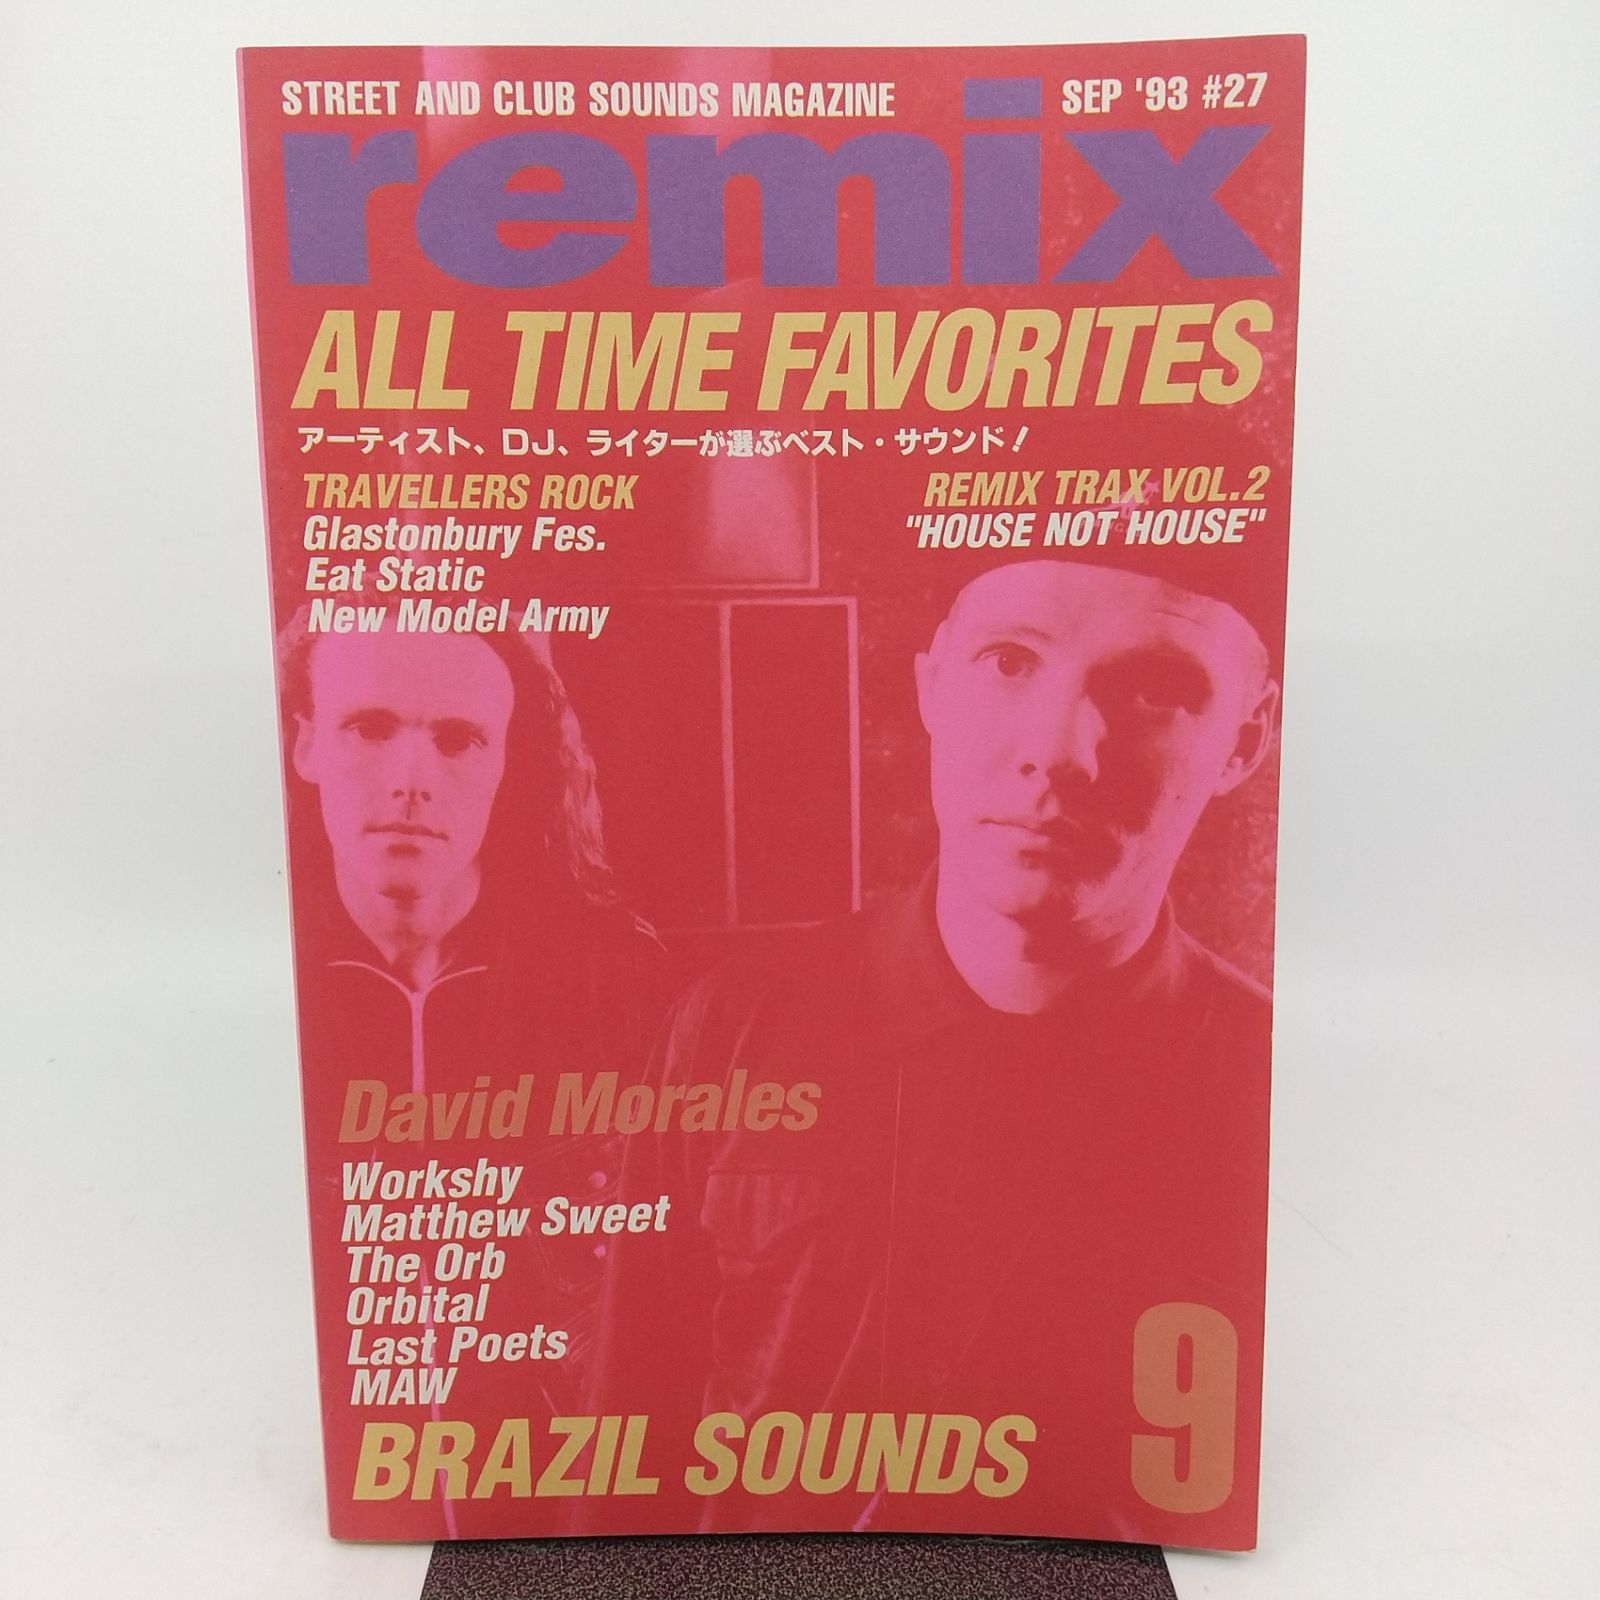 STREET AND CLUB SOUNDS MAGAZINE
SEP '93 #27
remix
ALL TIME FAVORITES
アーティスト、DJ、ライターが選ぶベスト・サウンド!
TRAVELLERS ROCK
Glastonbury Fes.
Eat Static
New Model Army
REMIX TRAX VOL.2
"HOUSE NOT HOUSE"
David Morales
Workshy
Matthew Sweet
The Orb
Orbital
Last Poets
MAW
BRAZIL SOUNDS
9